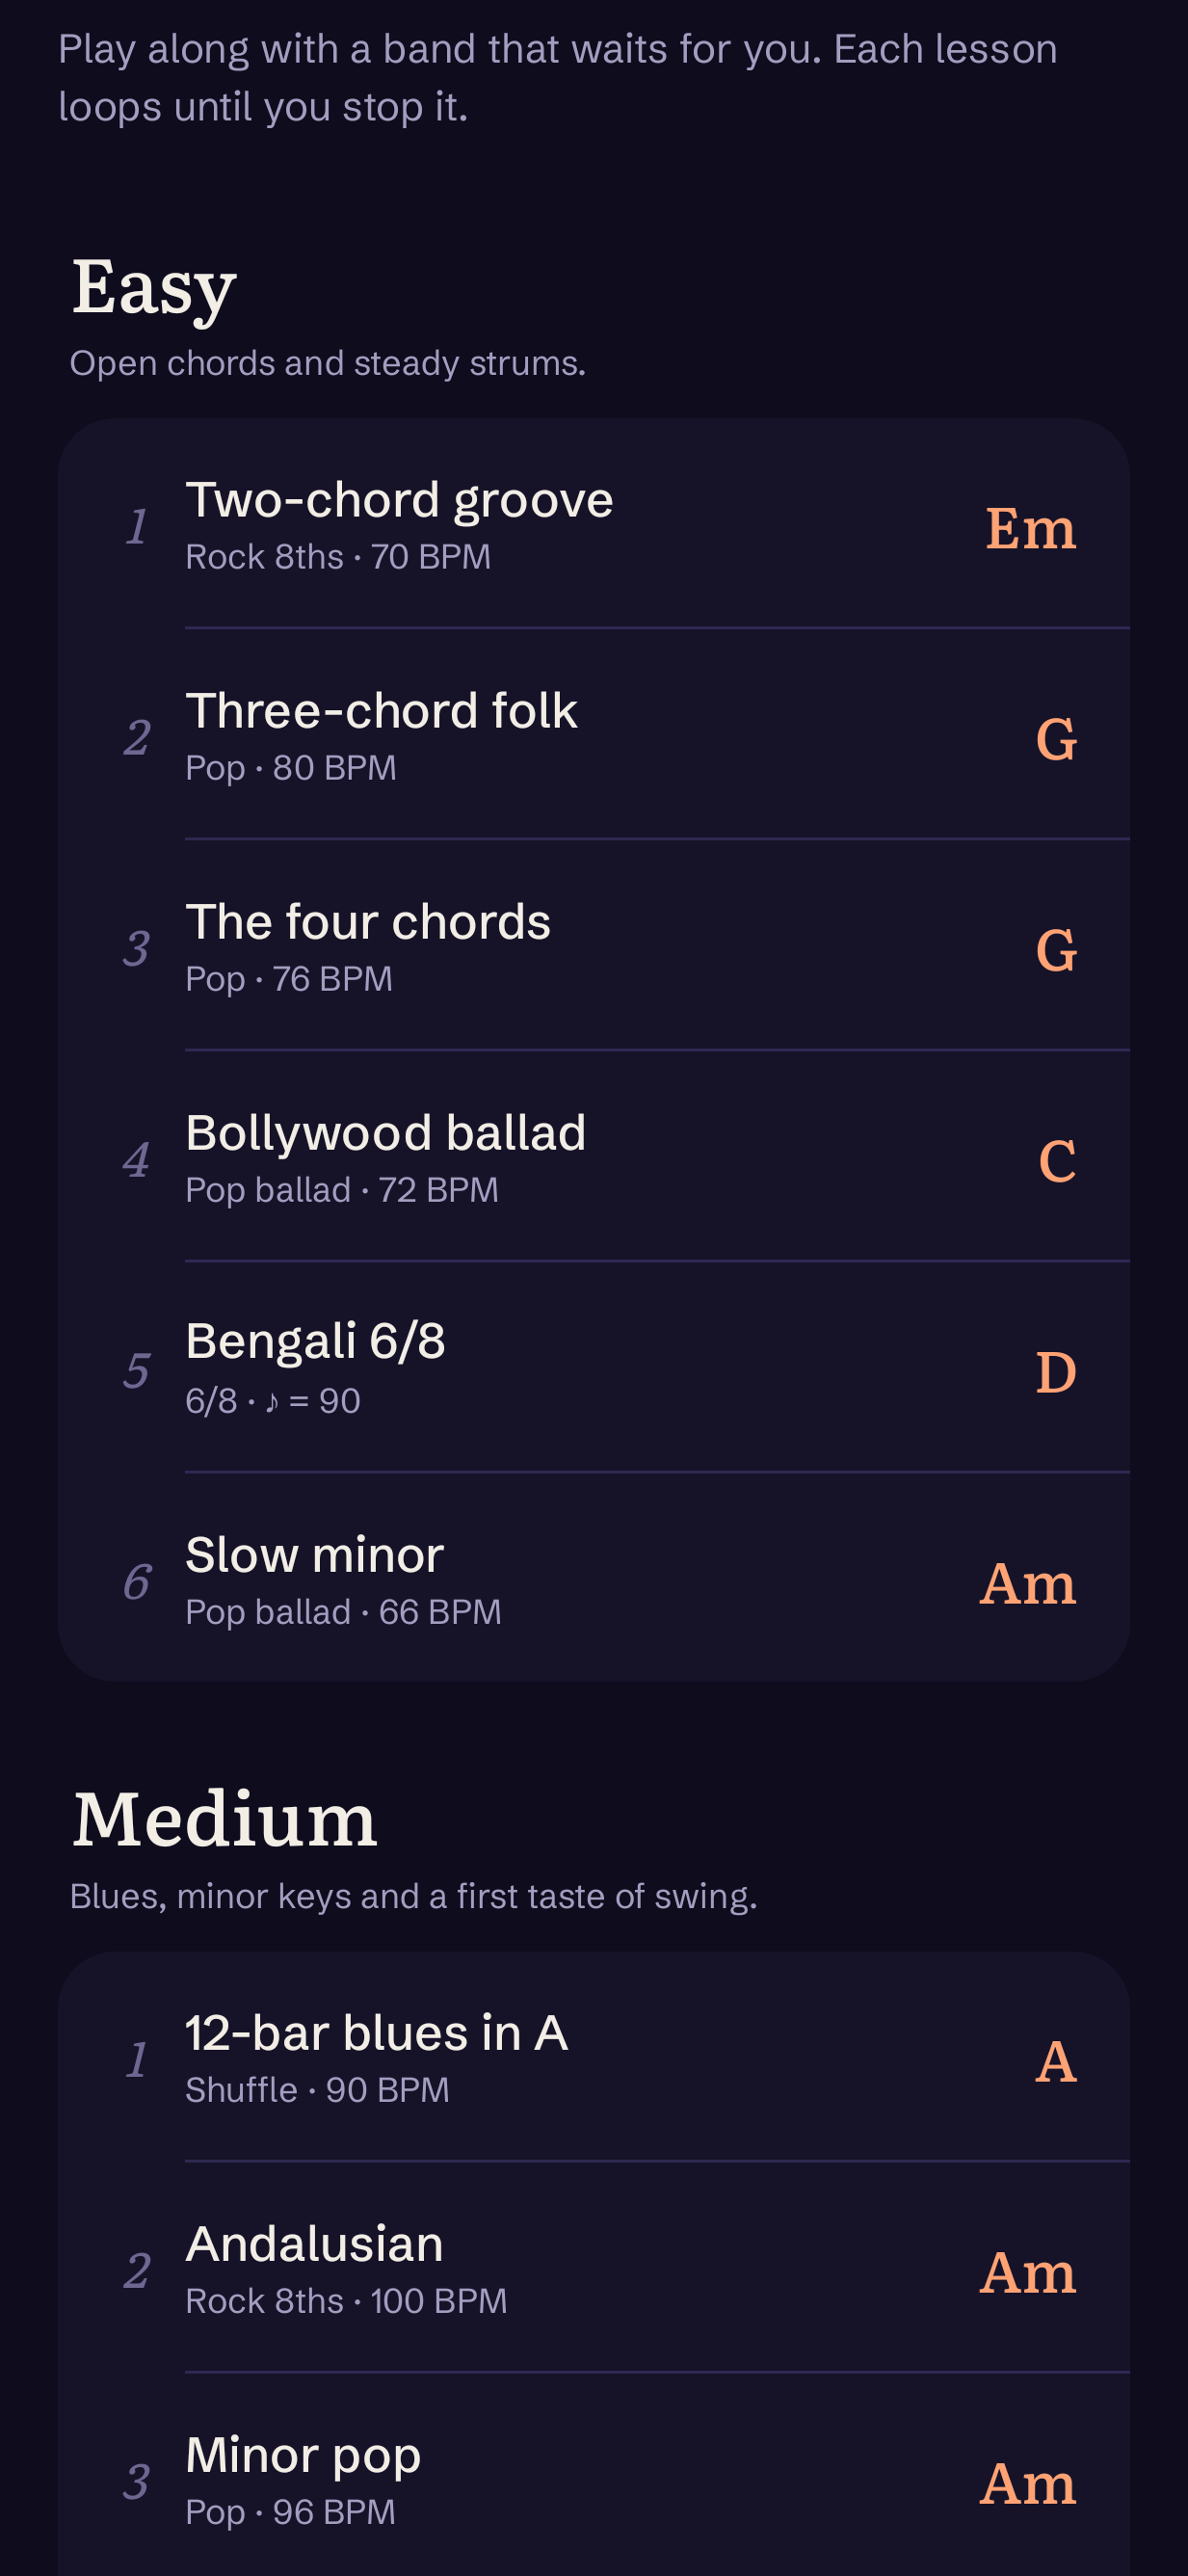 Play along with a band that waits for you. Each lesson
loops until you stop it.
Easy
Open chords and steady strums.
1
Two-chord groove
Rock 8ths · 70 BPM
Em
2
Three-chord folk
Pop · 80 BPM
G
3
The four chords
Pop · 76 BPM
G
4
Bollywood ballad
Pop ballad · 72 BPM
C
5
Bengali 6/8
6/8 · ♪ = 90
D
6
Slow minor
Pop ballad · 66 BPM
Am
Medium
Blues, minor keys and a first taste of swing.
1
12-bar blues in A
Shuffle · 90 BPM
A
2
Andalusian
Rock 8ths · 100 BPM
Am
3
Minor pop
Pop · 96 BPM
Am